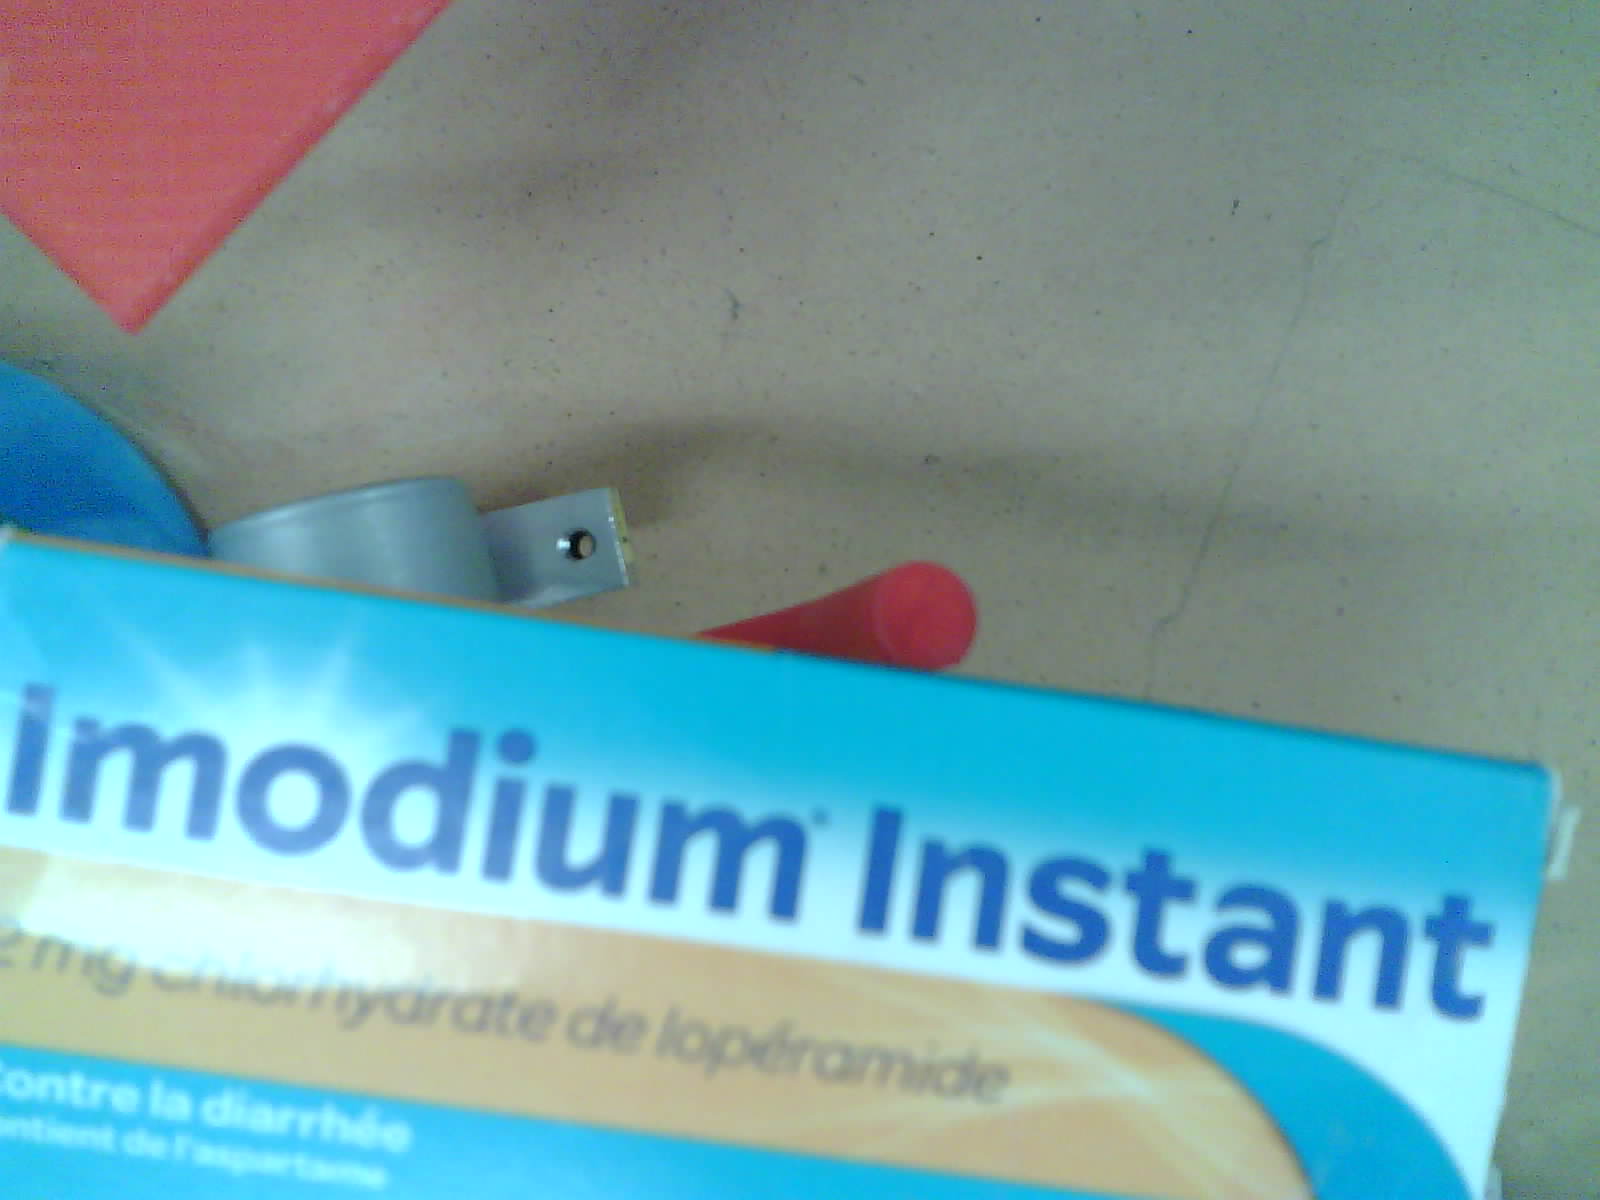 imodium Instant
2 mg chlorhydrate de lopéramide
Contre la diarrhée
contient de l'aspartame